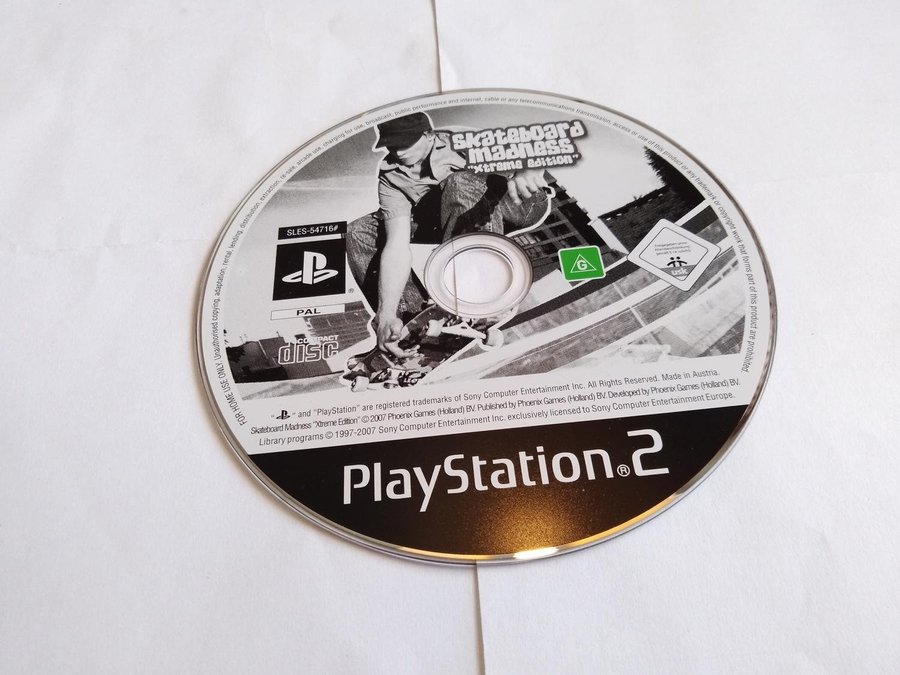 FOR HOME USE ONLY. Unauthorised copying, adaptation, rental, lending, distribution, extraction, re-sale, arcade use, charging for use, broadcast, public performance and internet, cable or any telecommunications transmission, access or use of this product or any trademark or copyright work that forms part of this product are prohibited
Skateboard
Madness
"Xtreme Edition"
SLES-54716#
®
PAL
COMPACT
disc
G
usk
" " and "PlayStation" are registered trademarks of Sony Computer Entertainment Inc. All Rights Reserved. Made in Austria.
Skateboard Madness "Xtreme Edition" © 2007 Phoenix Games (Holland) BV. Published by Phoenix Games (Holland) BV. Developed by Phoenix Games (Holland) BV.
Library programs © 1997-2007 Sony Computer Entertainment Inc. exclusively licensed to Sony Computer Entertainment Europe.
PlayStation®2